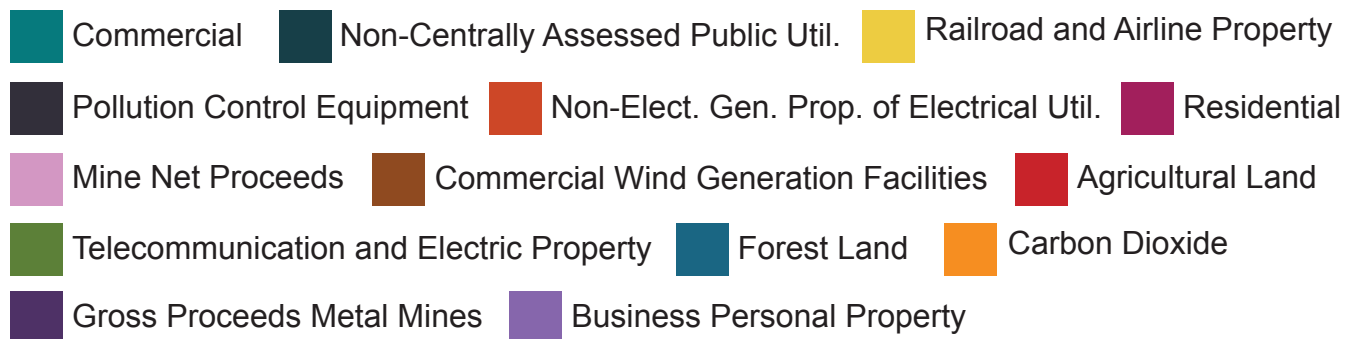 Commercial Non-Centrally Assessed Public Util. Railroad and Airline Property
Pollution Control Equipment Non-Elect. Gen. Prop. of Electrical Util. Residential
Mine Net Proceeds Commercial Wind Generation Facilities Agricultural Land
Telecommunication and Electric Property Forest Land Carbon Dioxide
Gross Proceeds Metal Mines Business Personal Property